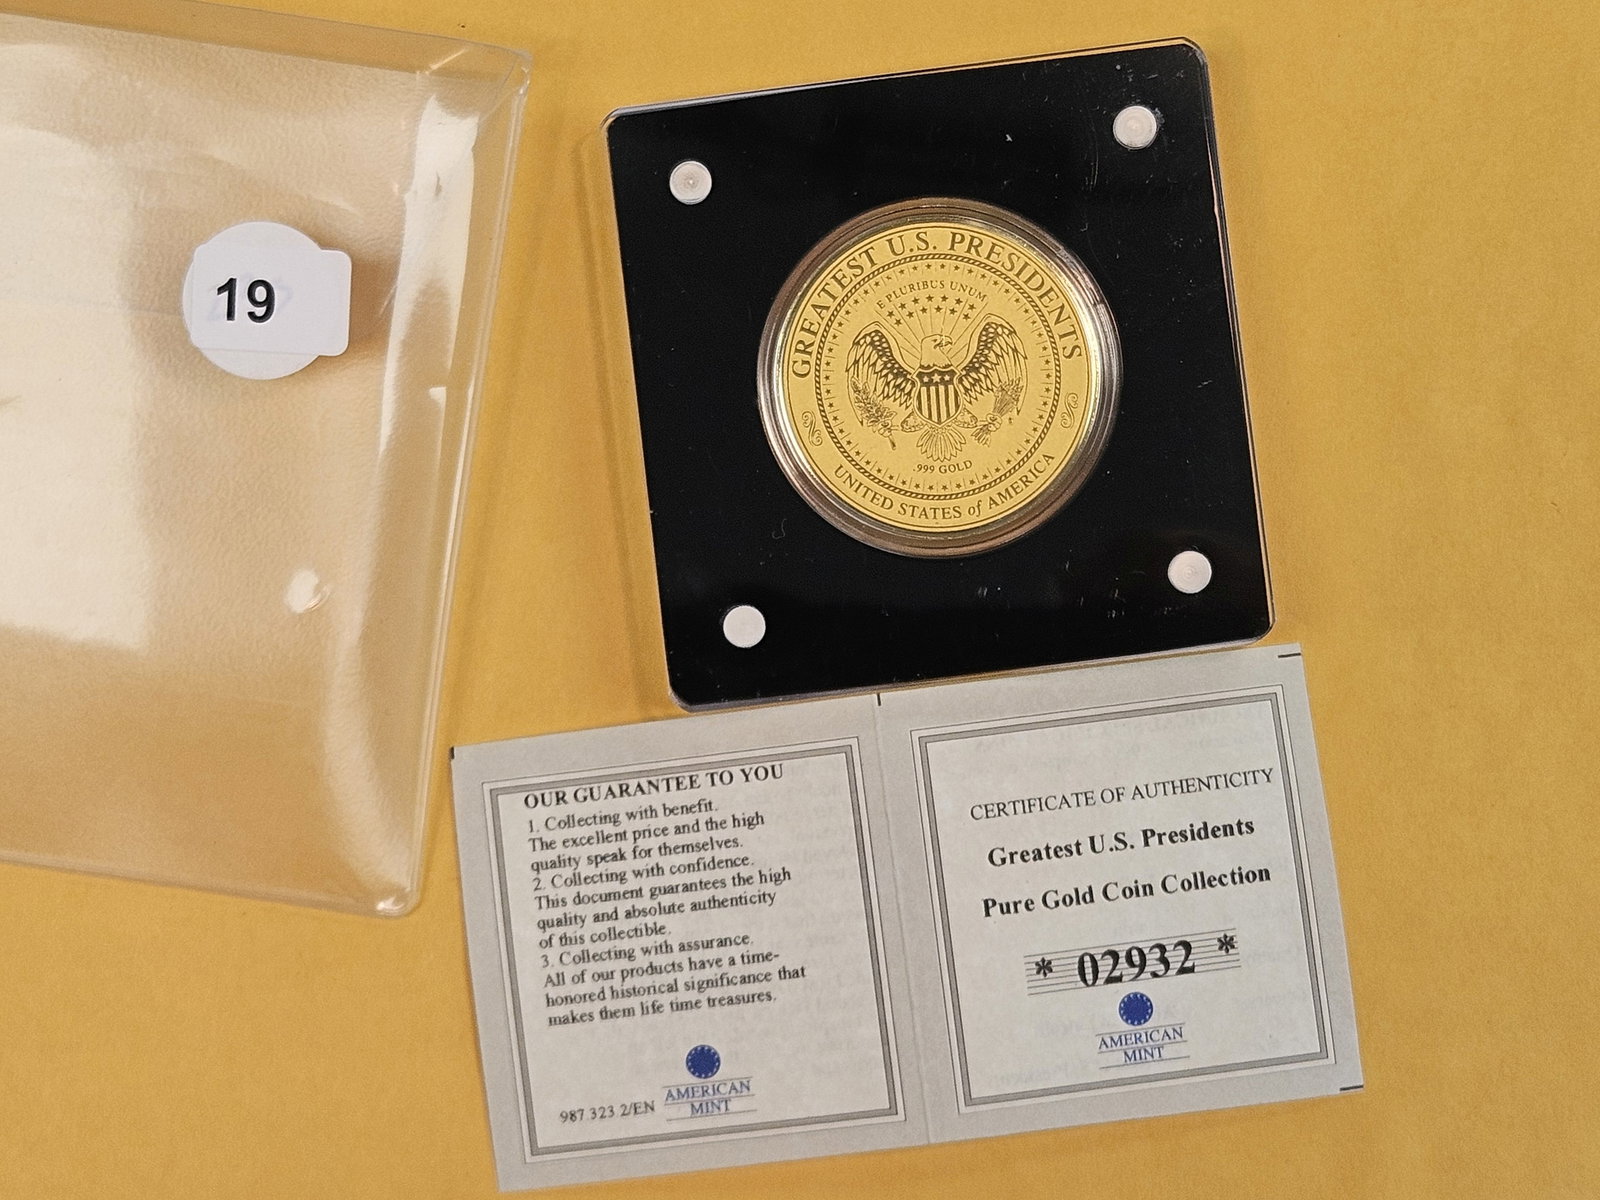 19
GREATEST U.S. PRESIDENTS
E PLURIBUS UNUM
.999 GOLD
UNITED STATES of AMERICA
OUR GUARANTEE TO YOU
1. Collecting with benefit.
The excellent price and the high
quality speak for themselves.
2. Collecting with confidence.
This document guarantees the high
quality and absolute authenticity
of this collectible.
3. Collecting with assurance.
All of our products have a time-
honored historical significance that
makes them life time treasures.
987 323 2/EN
AMERICAN
MINT
CERTIFICATE OF AUTHENTICITY
Greatest U.S. Presidents
Pure Gold Coin Collection
* 02932 *
AMERICAN
MINT